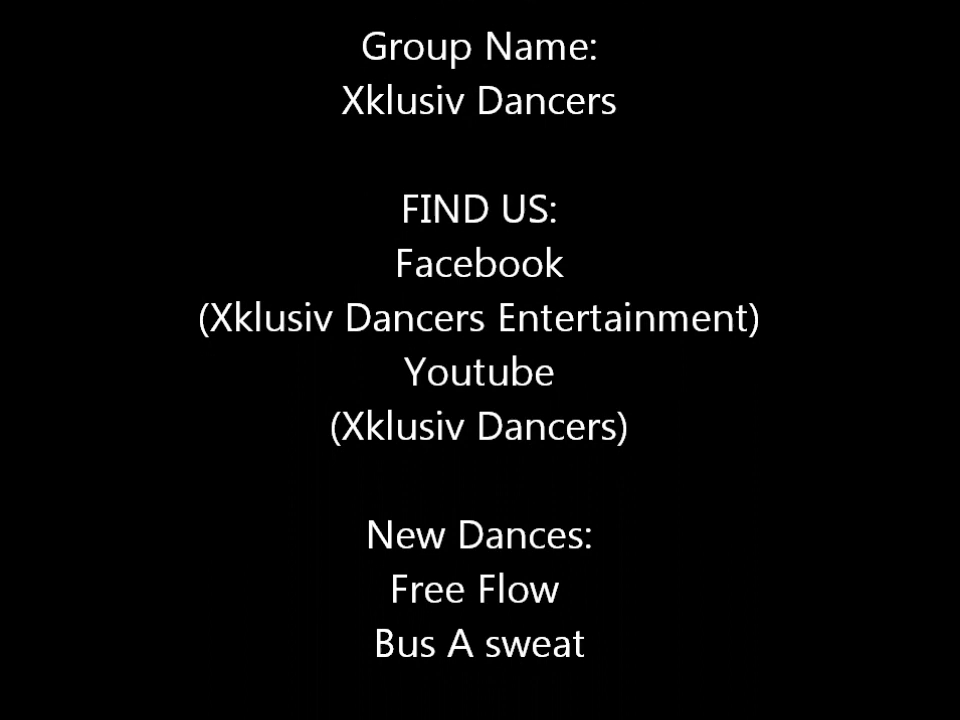 Group Name:
Xklusiv Dancers
FIND US:
Facebook
(Xklusiv Dancers Entertainment)
Youtube
(Xklusiv Dancers)
New Dances:
Free Flow
Bus A sweat